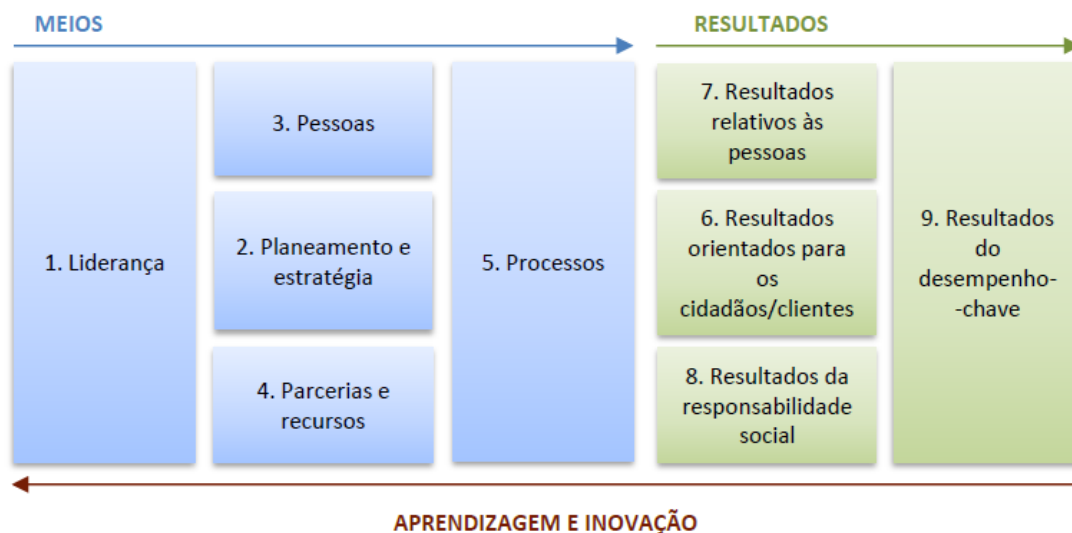 MEIOS
RESULTADOS
1. Liderança
3. Pessoas
2. Planeamento e
estratégia
4. Parcerias e
recursos
5. Processos
7. Resultados
relativos às
pessoas
6. Resultados
orientados para
os
cidadãos/clientes
8. Resultados da
responsabilidade
social
9. Resultados
do
desempenho-
-chave
APRENDIZAGEM E INOVAÇÃO